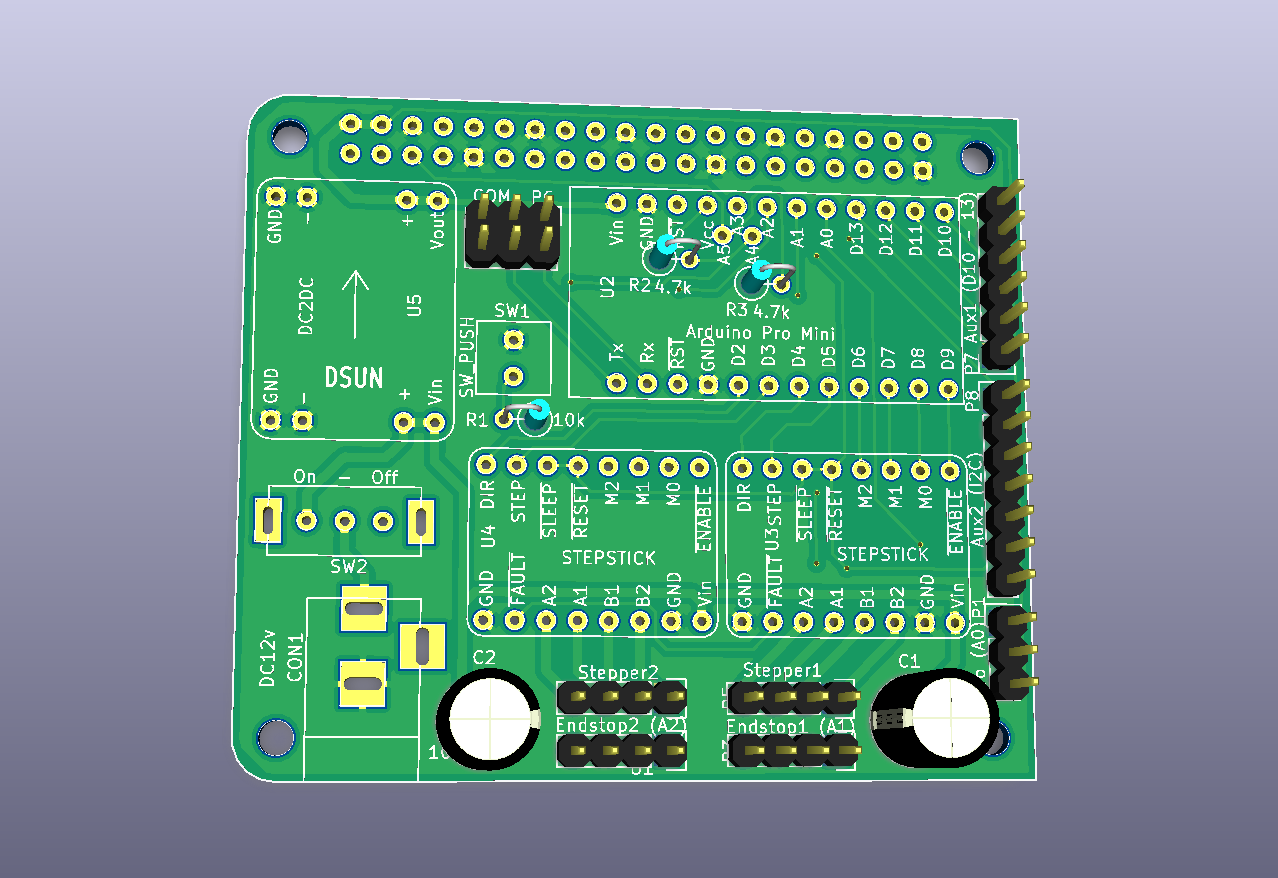 COM
P6
GND
-
+
Vout
DC2DC
U5
DSUN
GND
-
+
Vin
SW1
SW_PUSH
R1
10k
Vin
GND
RST
Vcc
A3
A2
A1
A0
D13
D12
D11
D10
A5
A4
U2
R2 4.7k
R3 4.7k
Arduino Pro Mini
Tx
Rx
RST
GND
D2
D3
D4
D5
D6
D7
D8
D9
P7 Aux1 (D10 - 13)
P8
Aux2 (I2C)
P1
(A0)
On - Off
SW2
DC12v
CON1
DIR
STEP
SLEEP
RESET
M2
M1
M0
ENABLE
U4
STEPSTICK
GND
FAULT
A2
A1
B1
B2
GND
Vin
DIR
STEP
SLEEP
RESET
M2
M1
M0
ENABLE
U3
STEPSTICK
GND
FAULT
A2
A1
B1
B2
GND
Vin
C2
Stepper2
Stepper1
C1
Endstop2 (A2)
Endstop1 (A1)